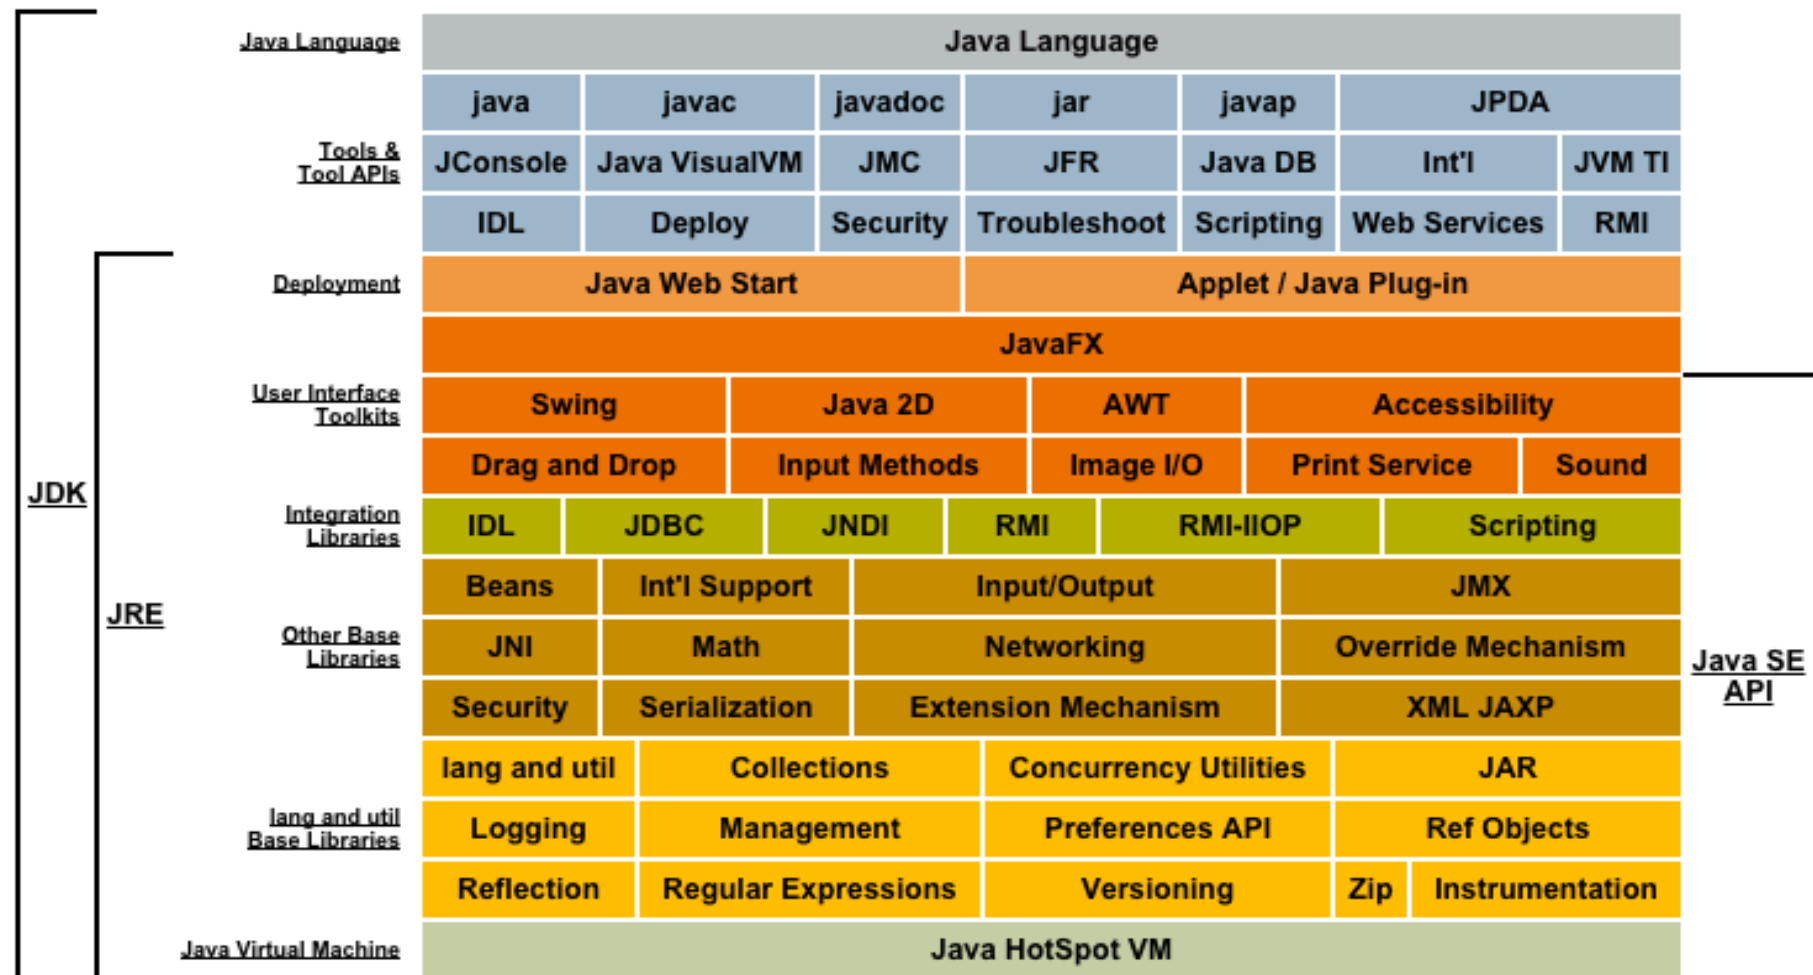 Java Language
Java Language
java javac javadoc jar javap JPDA
Tools &
Tool APIs
JConsole Java VisualVM JMC JFR Java DB Int'l JVM TI
IDL Deploy Security Troubleshoot Scripting Web Services RMI
Deployment
Java Web Start Applet / Java Plug-in
JavaFX
User Interface
Toolkits
Swing Java 2D AWT Accessibility
Drag and Drop Input Methods Image I/O Print Service Sound
JDK
Integration
Libraries
IDL JDBC JNDI RMI RMI-IIOP Scripting
Beans Int'l Support Input/Output JMX
JRE
Other Base
Libraries
JNI Math Networking Override Mechanism
Java SE
API
Security Serialization Extension Mechanism XML JAXP
lang and util Collections Concurrency Utilities JAR
lang and util
Base Libraries
Logging Management Preferences API Ref Objects
Reflection Regular Expressions Versioning Zip Instrumentation
Java Virtual Machine
Java HotSpot VM